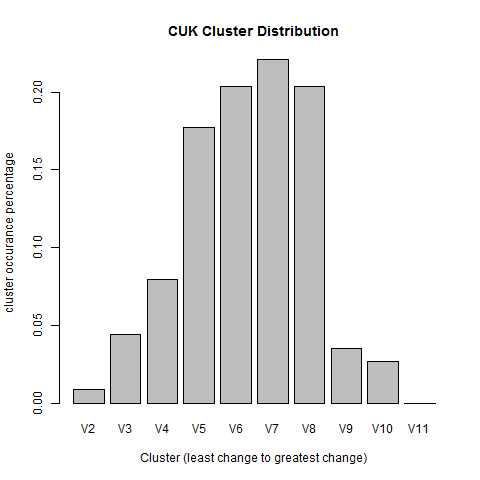 CUK Cluster Distribution
cluster occurance percentage
0.20
0.15
0.10
0.05
0.00
V2 V3 V4 V5 V6 V7 V8 V9 V10 V11
Cluster (least change to greatest change)